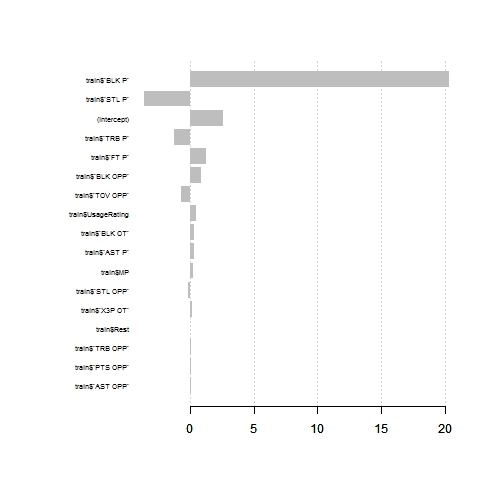 train$`BLK P`
train$`STL P`
(Intercept)
train$`TRB P`
train$`FT P`
train$`BLK OPP`
train$`TOV OPP`
train$UsageRating
train$`BLK OT`
train$`AST P`
train$MP
train$`STL OPP`
train$`X3P OT`
train$Rest
train$`TRB OPP`
train$`PTS OPP`
train$`AST OPP`
0 5 10 15 20